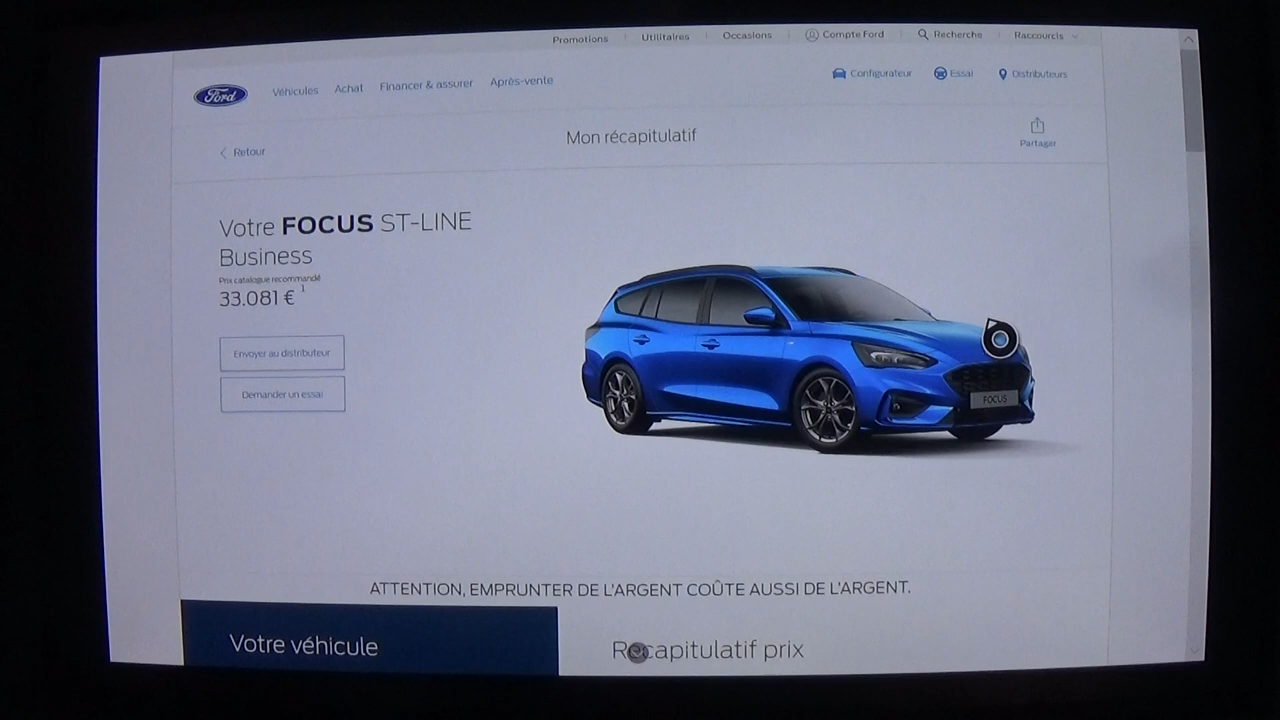 Promotions
Utilitaires
Occasions
Compte Ford
Recherche
Raccourcis
Ford
Véhicules
Achat
Financer & assurer
Après-vente
Configurateur
Essai
Distributeurs
Retour
Mon récapitulatif
Partager
Votre FOCUS ST-LINE
Business
Prix catalogue recommandé
33.081 € 1
Envoyer au distributeur
Demander un essai
FOCUS
ATTENTION, EMPRUNTER DE L'ARGENT COÛTE AUSSI DE L'ARGENT.
Votre véhicule
Récapitulatif prix